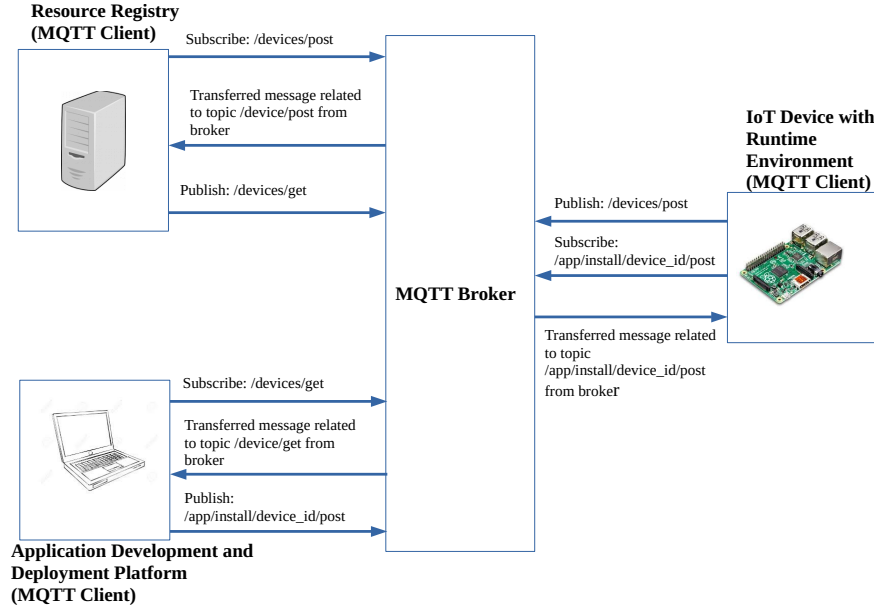 Resource Registry
(MQTT Client)
Subscribe: /devices/post
Transferred message related
to topic /device/post from
broker
Publish: /devices/get
MQTT Broker
IoT Device with
Runtime
Environment
(MQTT Client)
Publish: /devices/post
Subscribe:
/app/install/device_id/post
Transferred message related
to topic
/app/install/device_id/post
from broker
Subscribe: /devices/get
Transferred message related
to topic /device/get from
broker
Publish:
/app/install/device_id/post
Application Development and
Deployment Platform
(MQTT Client)